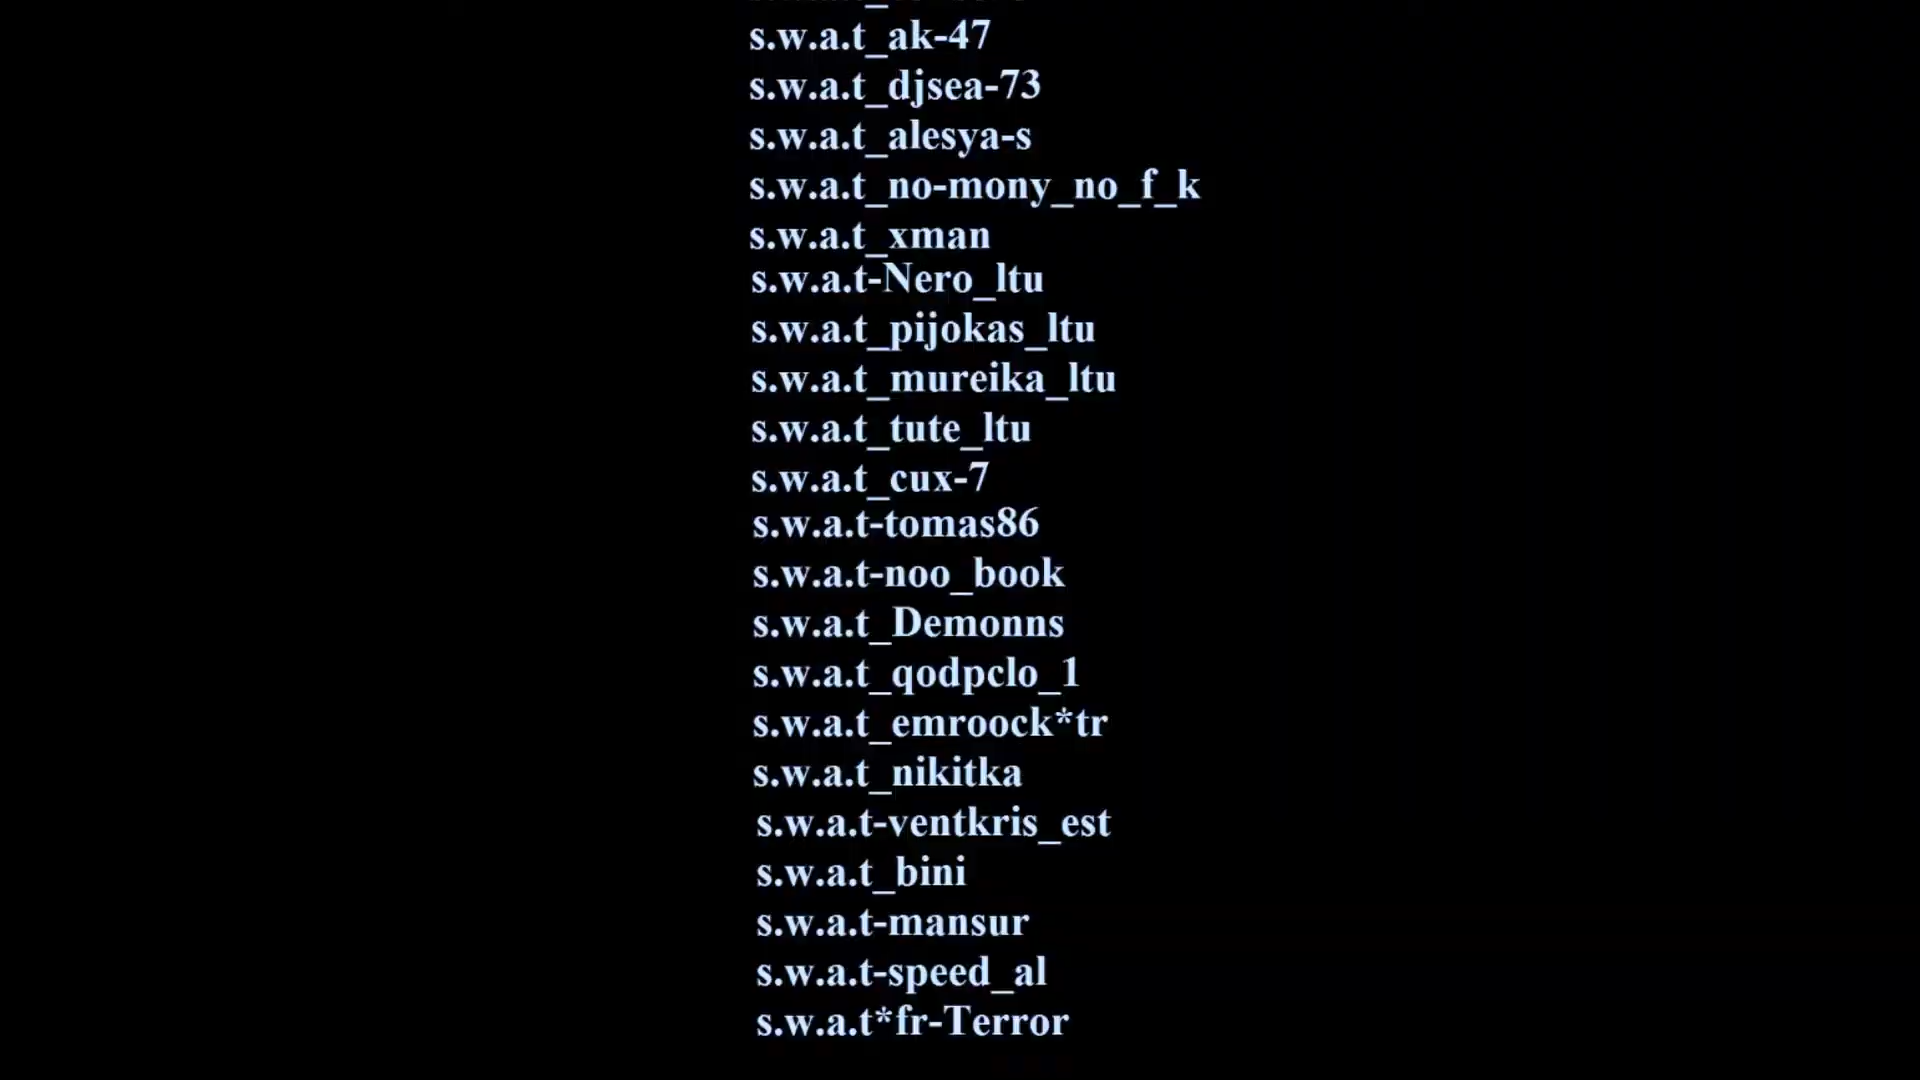 s.w.a.t_ak-47
s.w.a.t_djsea-73
s.w.a.t_alesya-s
s.w.a.t_no-mony_no_f_k
s.w.a.t_xman
s.w.a.t-Nero_ltu
s.w.a.t_pijokas_ltu
s.w.a.t_mureika_ltu
s.w.a.t_tute_ltu
s.w.a.t_cux-7
s.w.a.t-tomas86
s.w.a.t-noo_book
s.w.a.t_Demonns
s.w.a.t_qodpclo_1
s.w.a.t_emroock*tr
s.w.a.t_nikitka
s.w.a.t-ventkris_est
s.w.a.t_bini
s.w.a.t-mansur
s.w.a.t-speed_al
s.w.a.t*fr-Terror